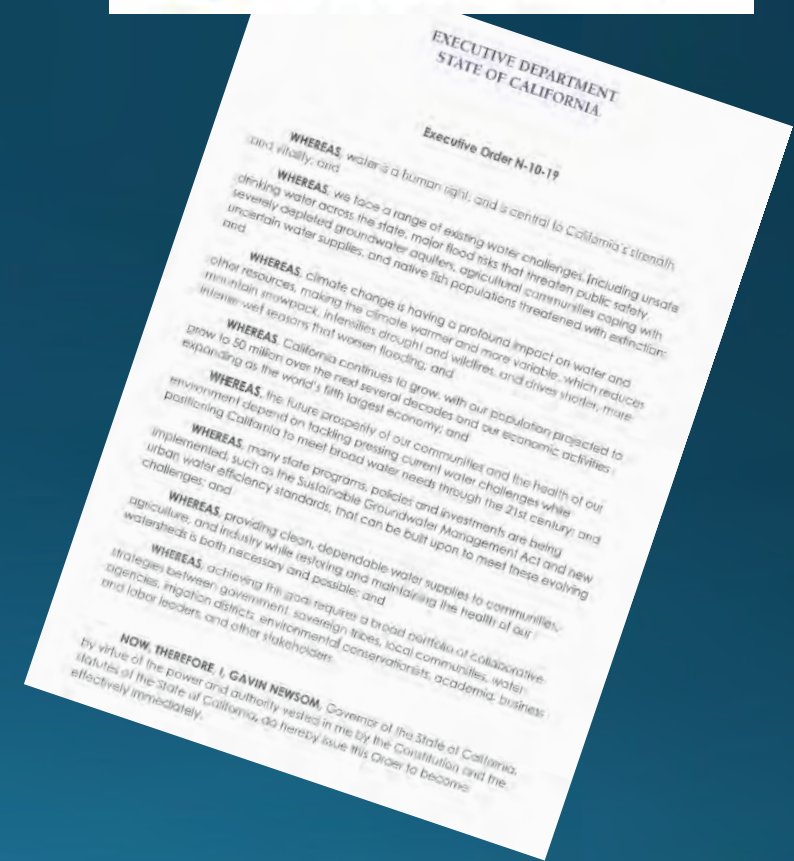 EXECUTIVE DEPARTMENT
STATE OF CALIFORNIA
Executive Order N-10-19
WHEREAS, water is a human right, and is central to California's strength
and vitality; and
WHEREAS, we face a range of existing water challenges, including unsafe
drinking water across the state, major flood risks that threaten public safety,
severely depleted groundwater aquifers, agricultural communities coping with
uncertain water supplies, and native fish populations threatened with extinction;
and
WHEREAS, climate change is having a profound impact on water and
other resources, making the climate warmer and more variable, which reduces
mountain snowpack, intensifies drought and wildfires, and drives shorter, more
intense wet seasons that worsen flooding; and
WHEREAS, California continues to grow, with our population projected to
grow to 50 million over the next several decades and our economic activities
expanding as the world's fifth largest economy; and
WHEREAS, the future prosperity of our communities and the health of our
environment depend on tackling pressing current water challenges while
positioning California to meet broad water needs through the 21st century; and
WHEREAS, many state programs, policies and investments are being
implemented, such as the Sustainable Groundwater Management Act and new
urban water efficiency standards, that can be built upon to meet these evolving
challenges; and
WHEREAS, providing clean, dependable water supplies to communities,
agriculture, and industry while restoring and maintaining the health of our
watersheds is both necessary and possible; and
WHEREAS, achieving this goal requires a broad portfolio of collaborative
strategies between government, sovereign tribes, local communities, water
agencies, irrigation districts, environmental conservationists, academia, business
and labor leaders, and other stakeholders.
NOW, THEREFORE, I, GAVIN NEWSOM, Governor of the State of California,
by virtue of the power and authority vested in me by the Constitution and the
statutes of the State of California, do hereby issue this Order to become
effectively immediately.